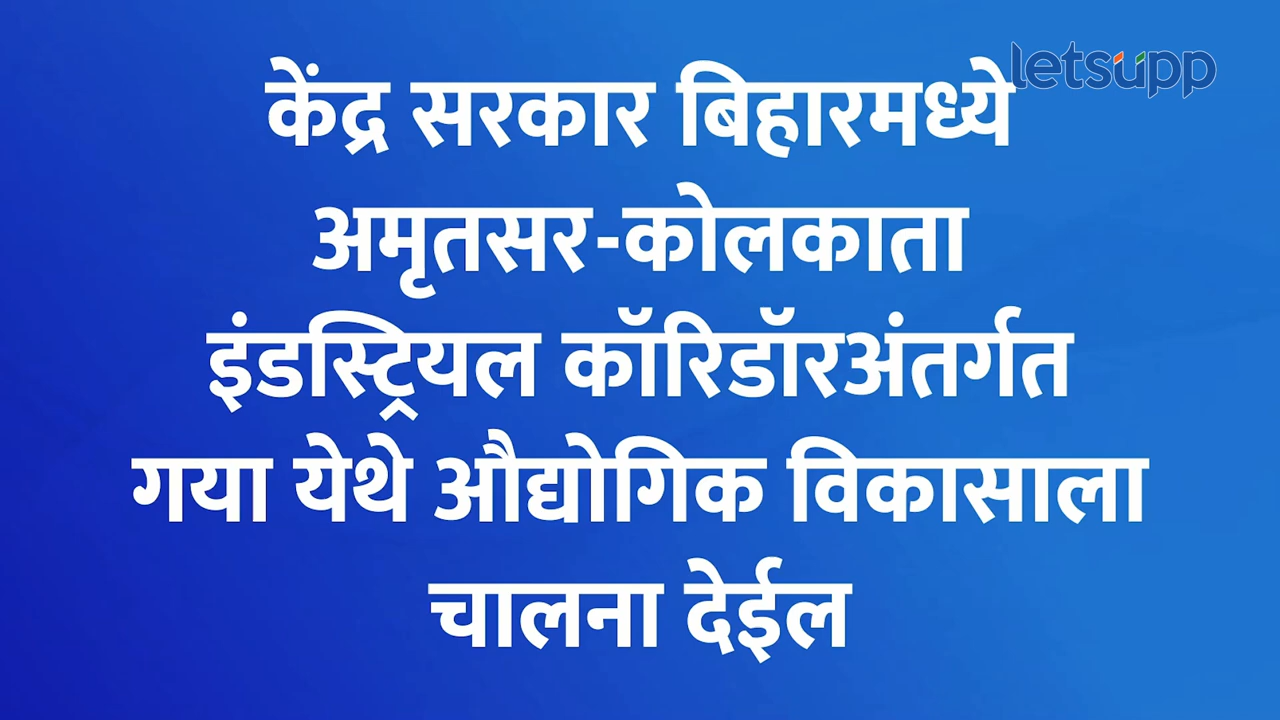 letsupp
केंद्र सरकार बिहारमध्ये
अमृतसर-कोलकाता
इंडस्ट्रियल कॉरिडॉरअंतर्गत
गया येथे औद्योगिक विकासाला
चालना देईल